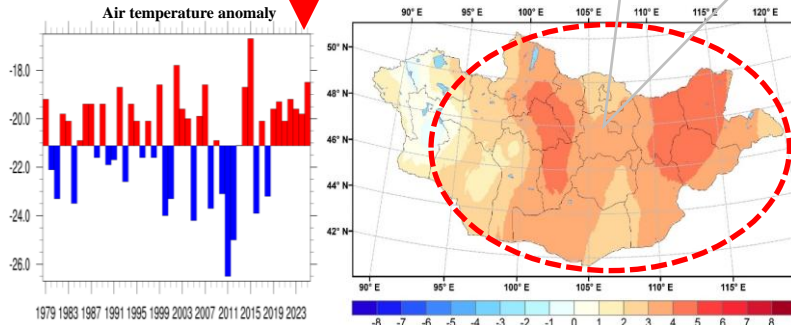 Air temperature anomaly
-18.0
-20.0
-22.0
-24.0
-26.0
1979 1983 1987 1991 1995 1999 2003 2007 2011 2015 2019 2023
90° E 95° E 100° E 105° E 110° E 115° E 120° E
50° N
48° N
46° N
44° N
42° N
90° E 95° E 100° E 105° E 110° E 115° E
-8 -7 -6 -5 -4 -3 -2 -1 0 1 2 3 4 5 6 7 8